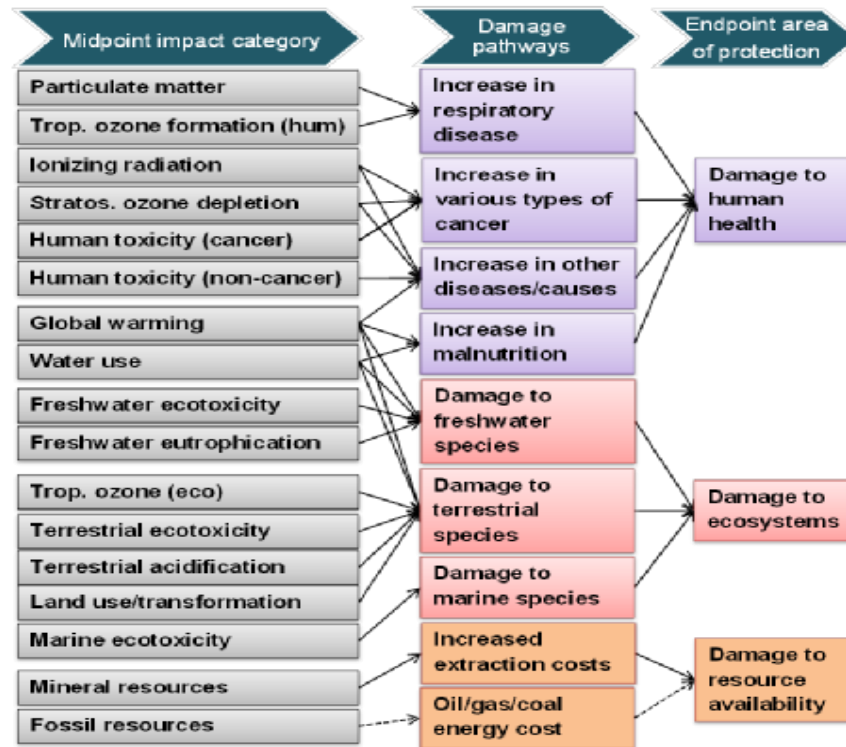 Midpoint impact category
Damage
pathways
Endpoint area
of protection
Particulate matter
Trop. ozone formation (hum)
Ionizing radiation
Stratos. ozone depletion
Human toxicity (cancer)
Human toxicity (non-cancer)
Global warming
Water use
Freshwater ecotoxicity
Freshwater eutrophication
Trop. ozone (eco)
Terrestrial ecotoxicity
Terrestrial acidification
Land use/transformation
Marine ecotoxicity
Mineral resources
Fossil resources
Increase in
respiratory
disease
Increase in
various types of
cancer
Increase in other
diseases/causes
Increase in
malnutrition
Damage to
freshwater
species
Damage to
terrestrial
species
Damage to
marine species
Increased
extraction costs
Oil/gas/coal
energy cost
Damage to
human
health
Damage to
ecosystems
Damage to
resource
availability